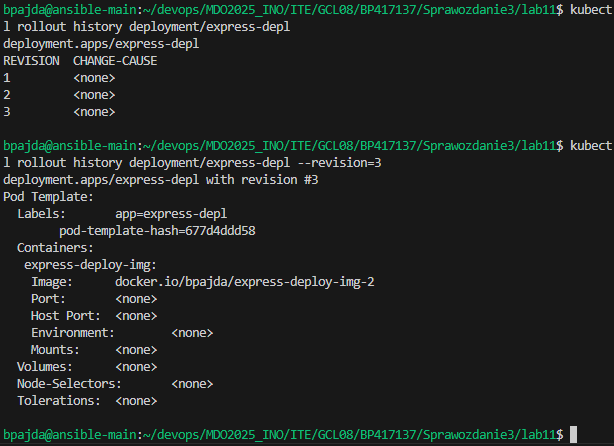 bpajda@ansible-main:~/devops/MDO2025_INO/ITE/GCL08/BP417137/Sprawozdanie3/lab11$ kubect
l rollout history deployment/express-depl
deployment.apps/express-depl
REVISION  CHANGE-CAUSE
1         <none>
2         <none>
3         <none>

bpajda@ansible-main:~/devops/MDO2025_INO/ITE/GCL08/BP417137/Sprawozdanie3/lab11$ kubect
l rollout history deployment/express-depl --revision=3
deployment.apps/express-depl with revision #3
Pod Template:
  Labels:       app=express-depl
        pod-template-hash=677d4ddd58
  Containers:
   express-deploy-img:
    Image:      docker.io/bpajda/express-deploy-img-2
    Port:       <none>
    Host Port:  <none>
    Environment:        <none>
    Mounts:     <none>
  Volumes:      <none>
  Node-Selectors:       <none>
  Tolerations:  <none>

bpajda@ansible-main:~/devops/MDO2025_INO/ITE/GCL08/BP417137/Sprawozdanie3/lab11$